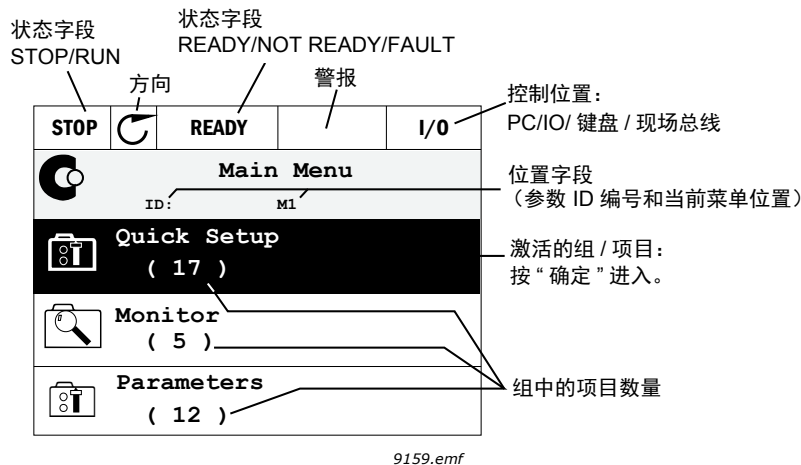 状态字段
STOP/RUN
状态字段
READY/NOT READY/FAULT
方向
警报
控制位置：
PC/IO/ 键盘 / 现场总线
STOP
READY
I/O
Main Menu
ID:
M1
位置字段
（参数 ID 编号和当前菜单位置）
Quick Setup
( 17 )
激活的组 / 项目：
按 “ 确定 ” 进入。
Monitor
( 5 )
Parameters
( 12 )
组中的项目数量
9159.emf